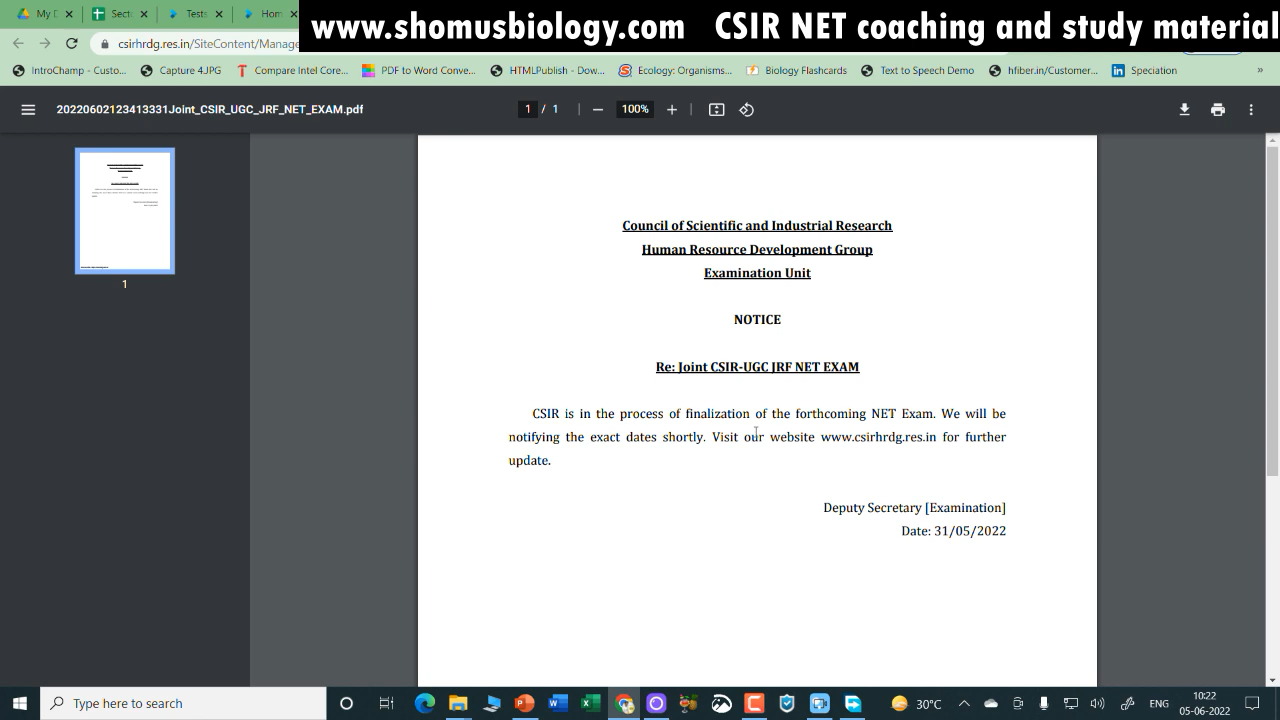 My D
Sect
Tests
Hom
www.shomusbiology.com CSIR NET coaching and study material
csirhrdg.res.in/SiteContent/Manag
IntroChamp - Custo... Capture 4.JPG Compare Intel Core... PDF to Word Conve... HTMLPublish - Dow... Ecology: Organisms... Biology Flashcards Text to Speech Demo hfiber.in/Customer... Speciation »
20220602123413331Joint_CSIR_UGC_JRF_NET_EXAM.pdf 1 / 1 100%
1
Council of Scientific and Industrial Research
Human Resource Development Group
Examination Unit
NOTICE
Re: Joint CSIR-UGC JRF NET EXAM
CSIR is in the process of finalization of the forthcoming NET Exam. We will be
notifying the exact dates shortly. Visit our website www.csirhrdg.res.in for further
update.
Deputy Secretary [Examination]
Date: 31/05/2022
Type here to search
30°C
ENG
10:22
05-06-2022